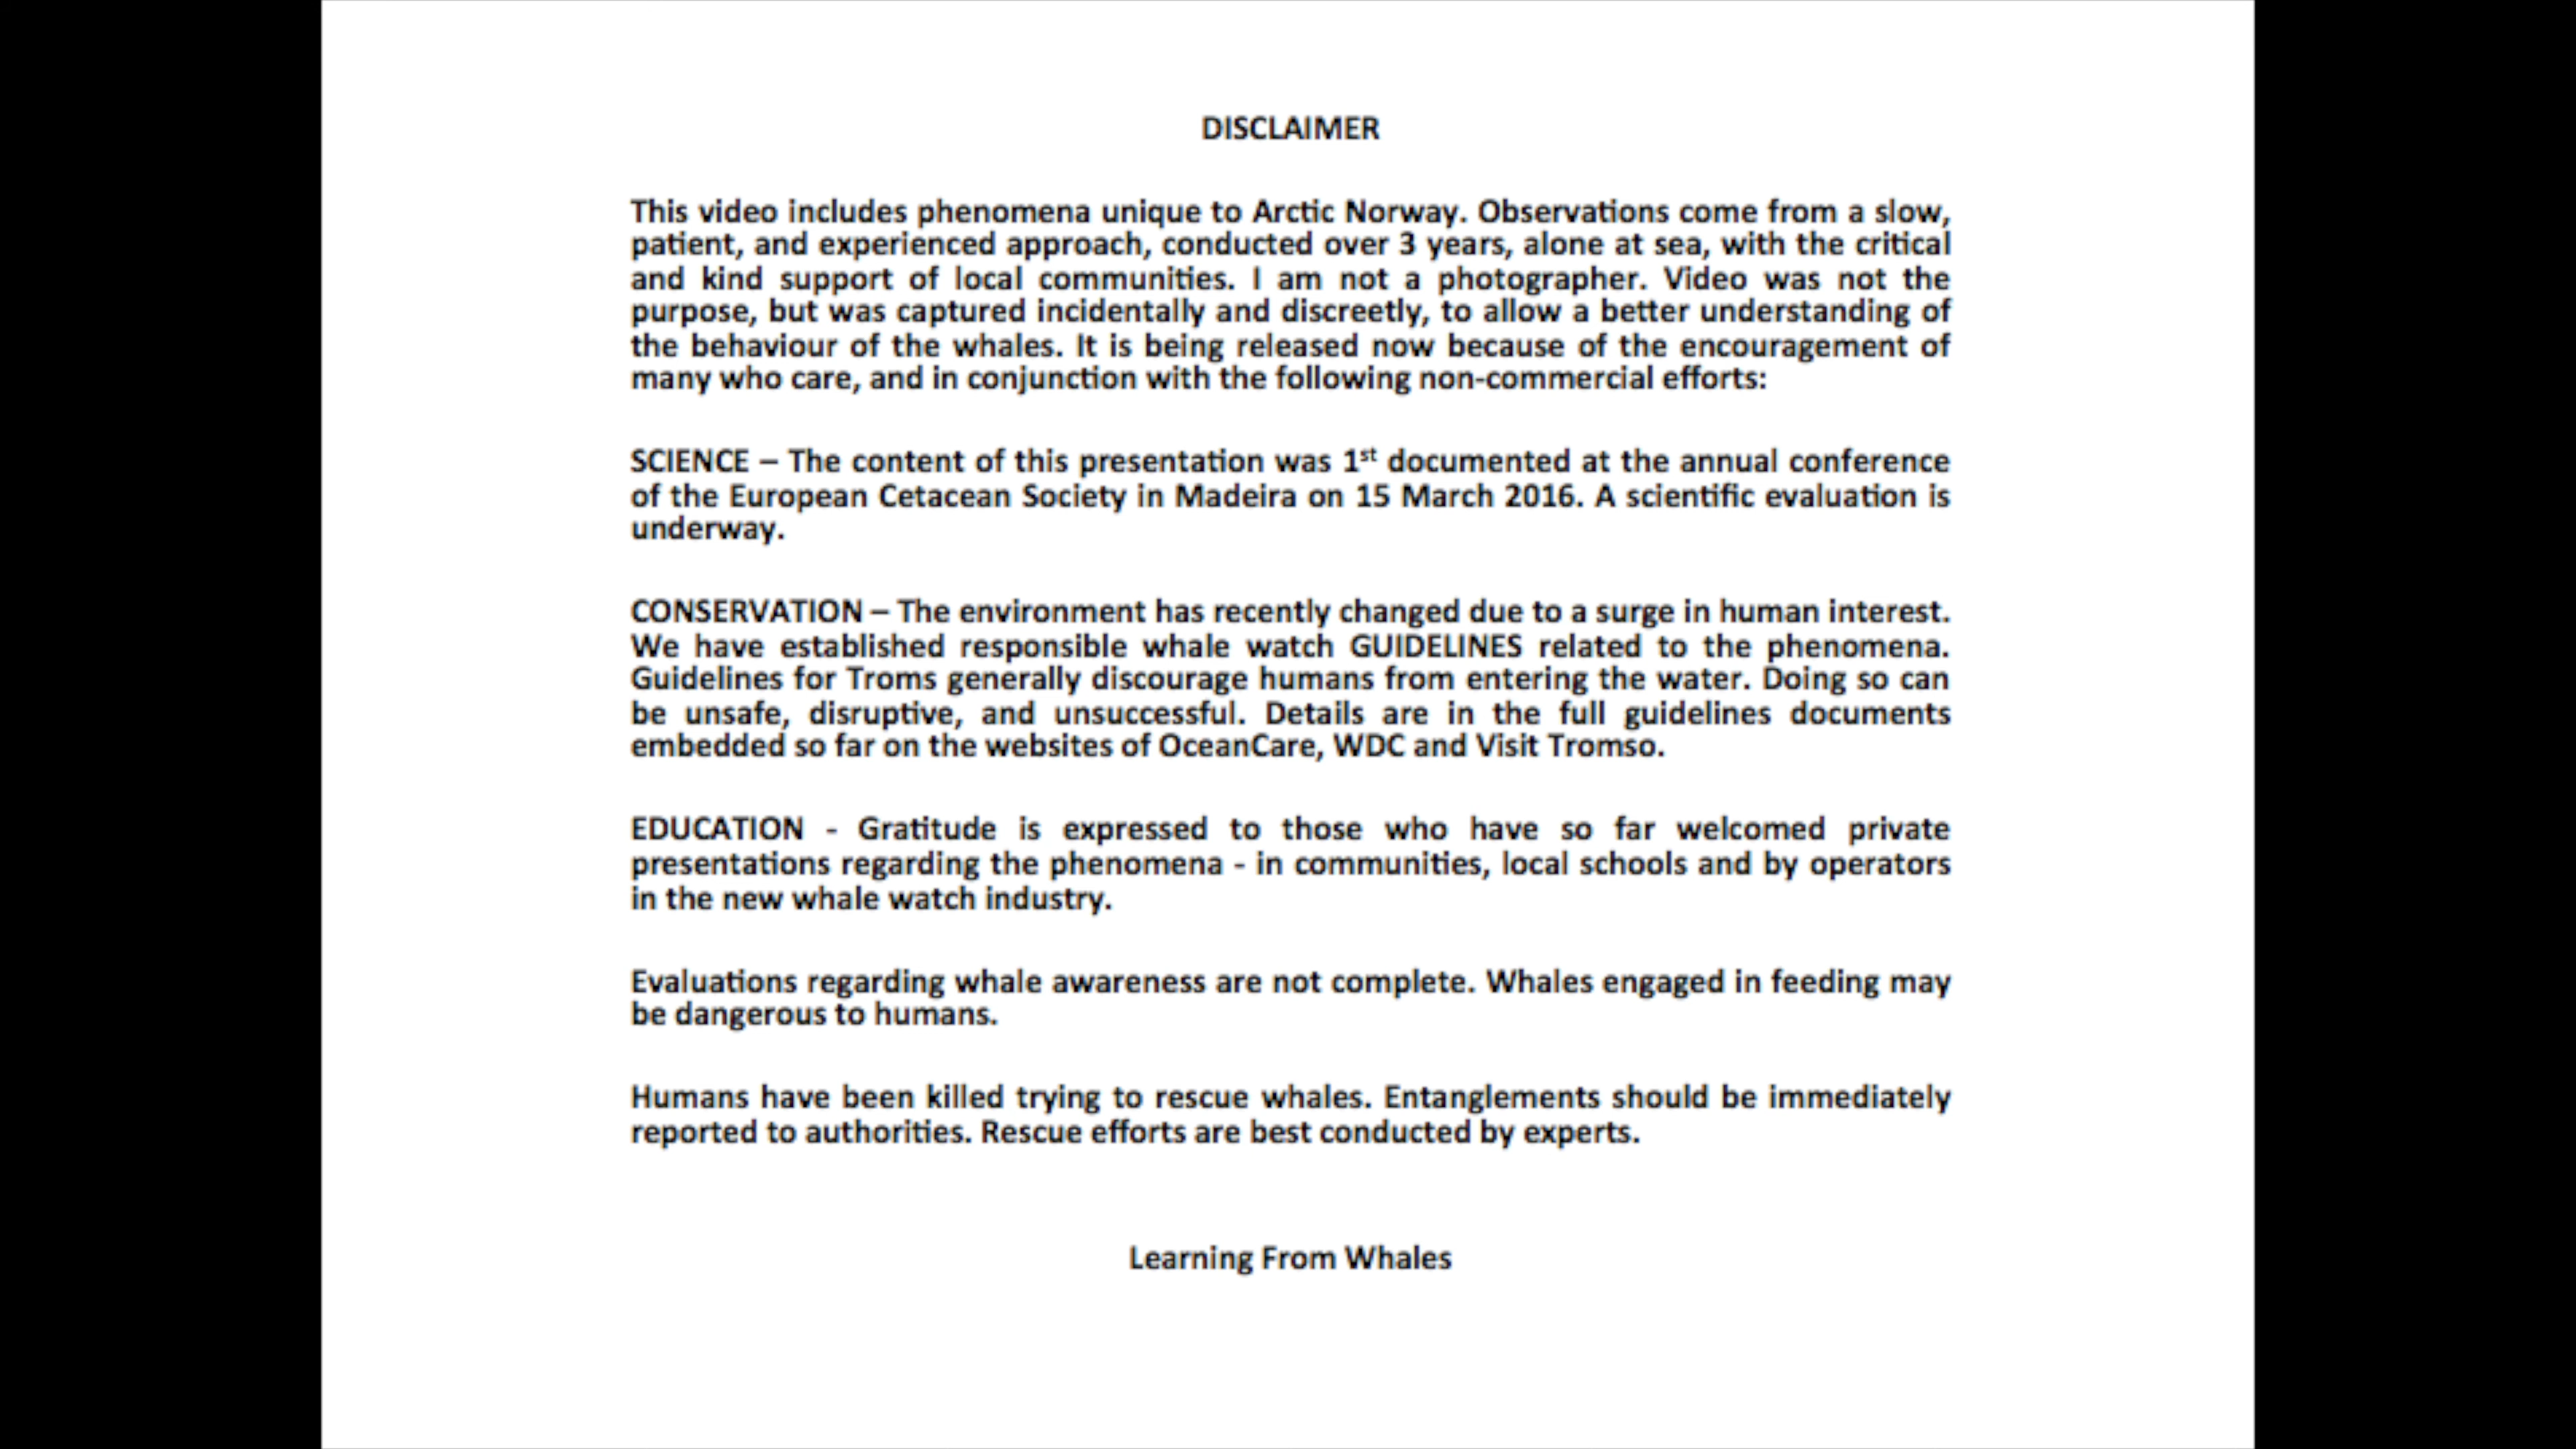 DISCLAIMER
This video includes phenomena unique to Arctic Norway. Observations come from a slow,
patient, and experienced approach, conducted over 3 years, alone at sea, with the critical
and kind support of local communities. I am not a photographer. Video was not the
purpose, but was captured incidentally and discreetly, to allow a better understanding of
the behaviour of the whales. It is being released now because of the encouragement of
many who care, and in conjunction with the following non-commercial efforts:
SCIENCE – The content of this presentation was 1st documented at the annual conference
of the European Cetacean Society in Madeira on 15 March 2016. A scientific evaluation is
underway.
CONSERVATION – The environment has recently changed due to a surge in human interest.
We have established responsible whale watch GUIDELINES related to the phenomena.
Guidelines for Troms generally discourage humans from entering the water. Doing so can
be unsafe, disruptive, and unsuccessful. Details are in the full guidelines documents
embedded so far on the websites of OceanCare, WDC and Visit Tromso.
EDUCATION - Gratitude is expressed to those who have so far welcomed private
presentations regarding the phenomena - in communities, local schools and by operators
in the new whale watch industry.
Evaluations regarding whale awareness are not complete. Whales engaged in feeding may
be dangerous to humans.
Humans have been killed trying to rescue whales. Entanglements should be immediately
reported to authorities. Rescue efforts are best conducted by experts.
Learning From Whales